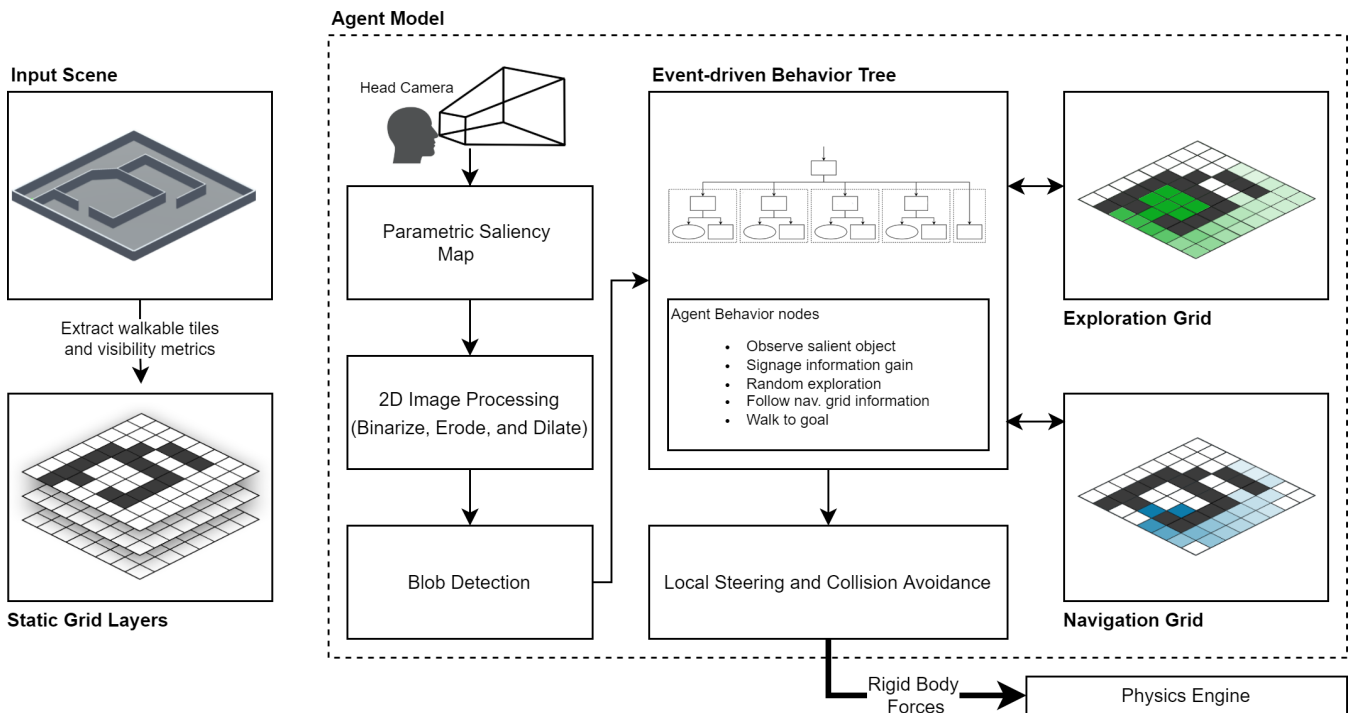 Agent Model
Input Scene
Extract walkable tiles
and visibility metrics
Static Grid Layers
Head Camera
Parametric Saliency
Map
2D Image Processing
(Binarize, Erode, and Dilate)
Blob Detection
Event-driven Behavior Tree
Agent Behavior nodes
• Observe salient object
• Signage information gain
• Random exploration
• Follow nav. grid information
• Walk to goal
Local Steering and Collision Avoidance
Exploration Grid
Navigation Grid
Rigid Body
Forces
Physics Engine